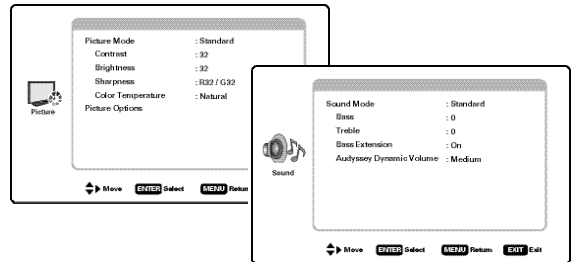 Picture Mode : Standard
Contrast : 32
Brightness : 32
Sharpness : R32 / G32
Color Temperature : Natural
Picture Options
Picture
Move ENTER Select MENU Return
Sound Mode : Standard
Bass : 0
Treble : 0
Bass Extension : On
Audyssey Dynamic Volume : Medium
Sound
Move ENTER Select MENU Return EXIT Exit